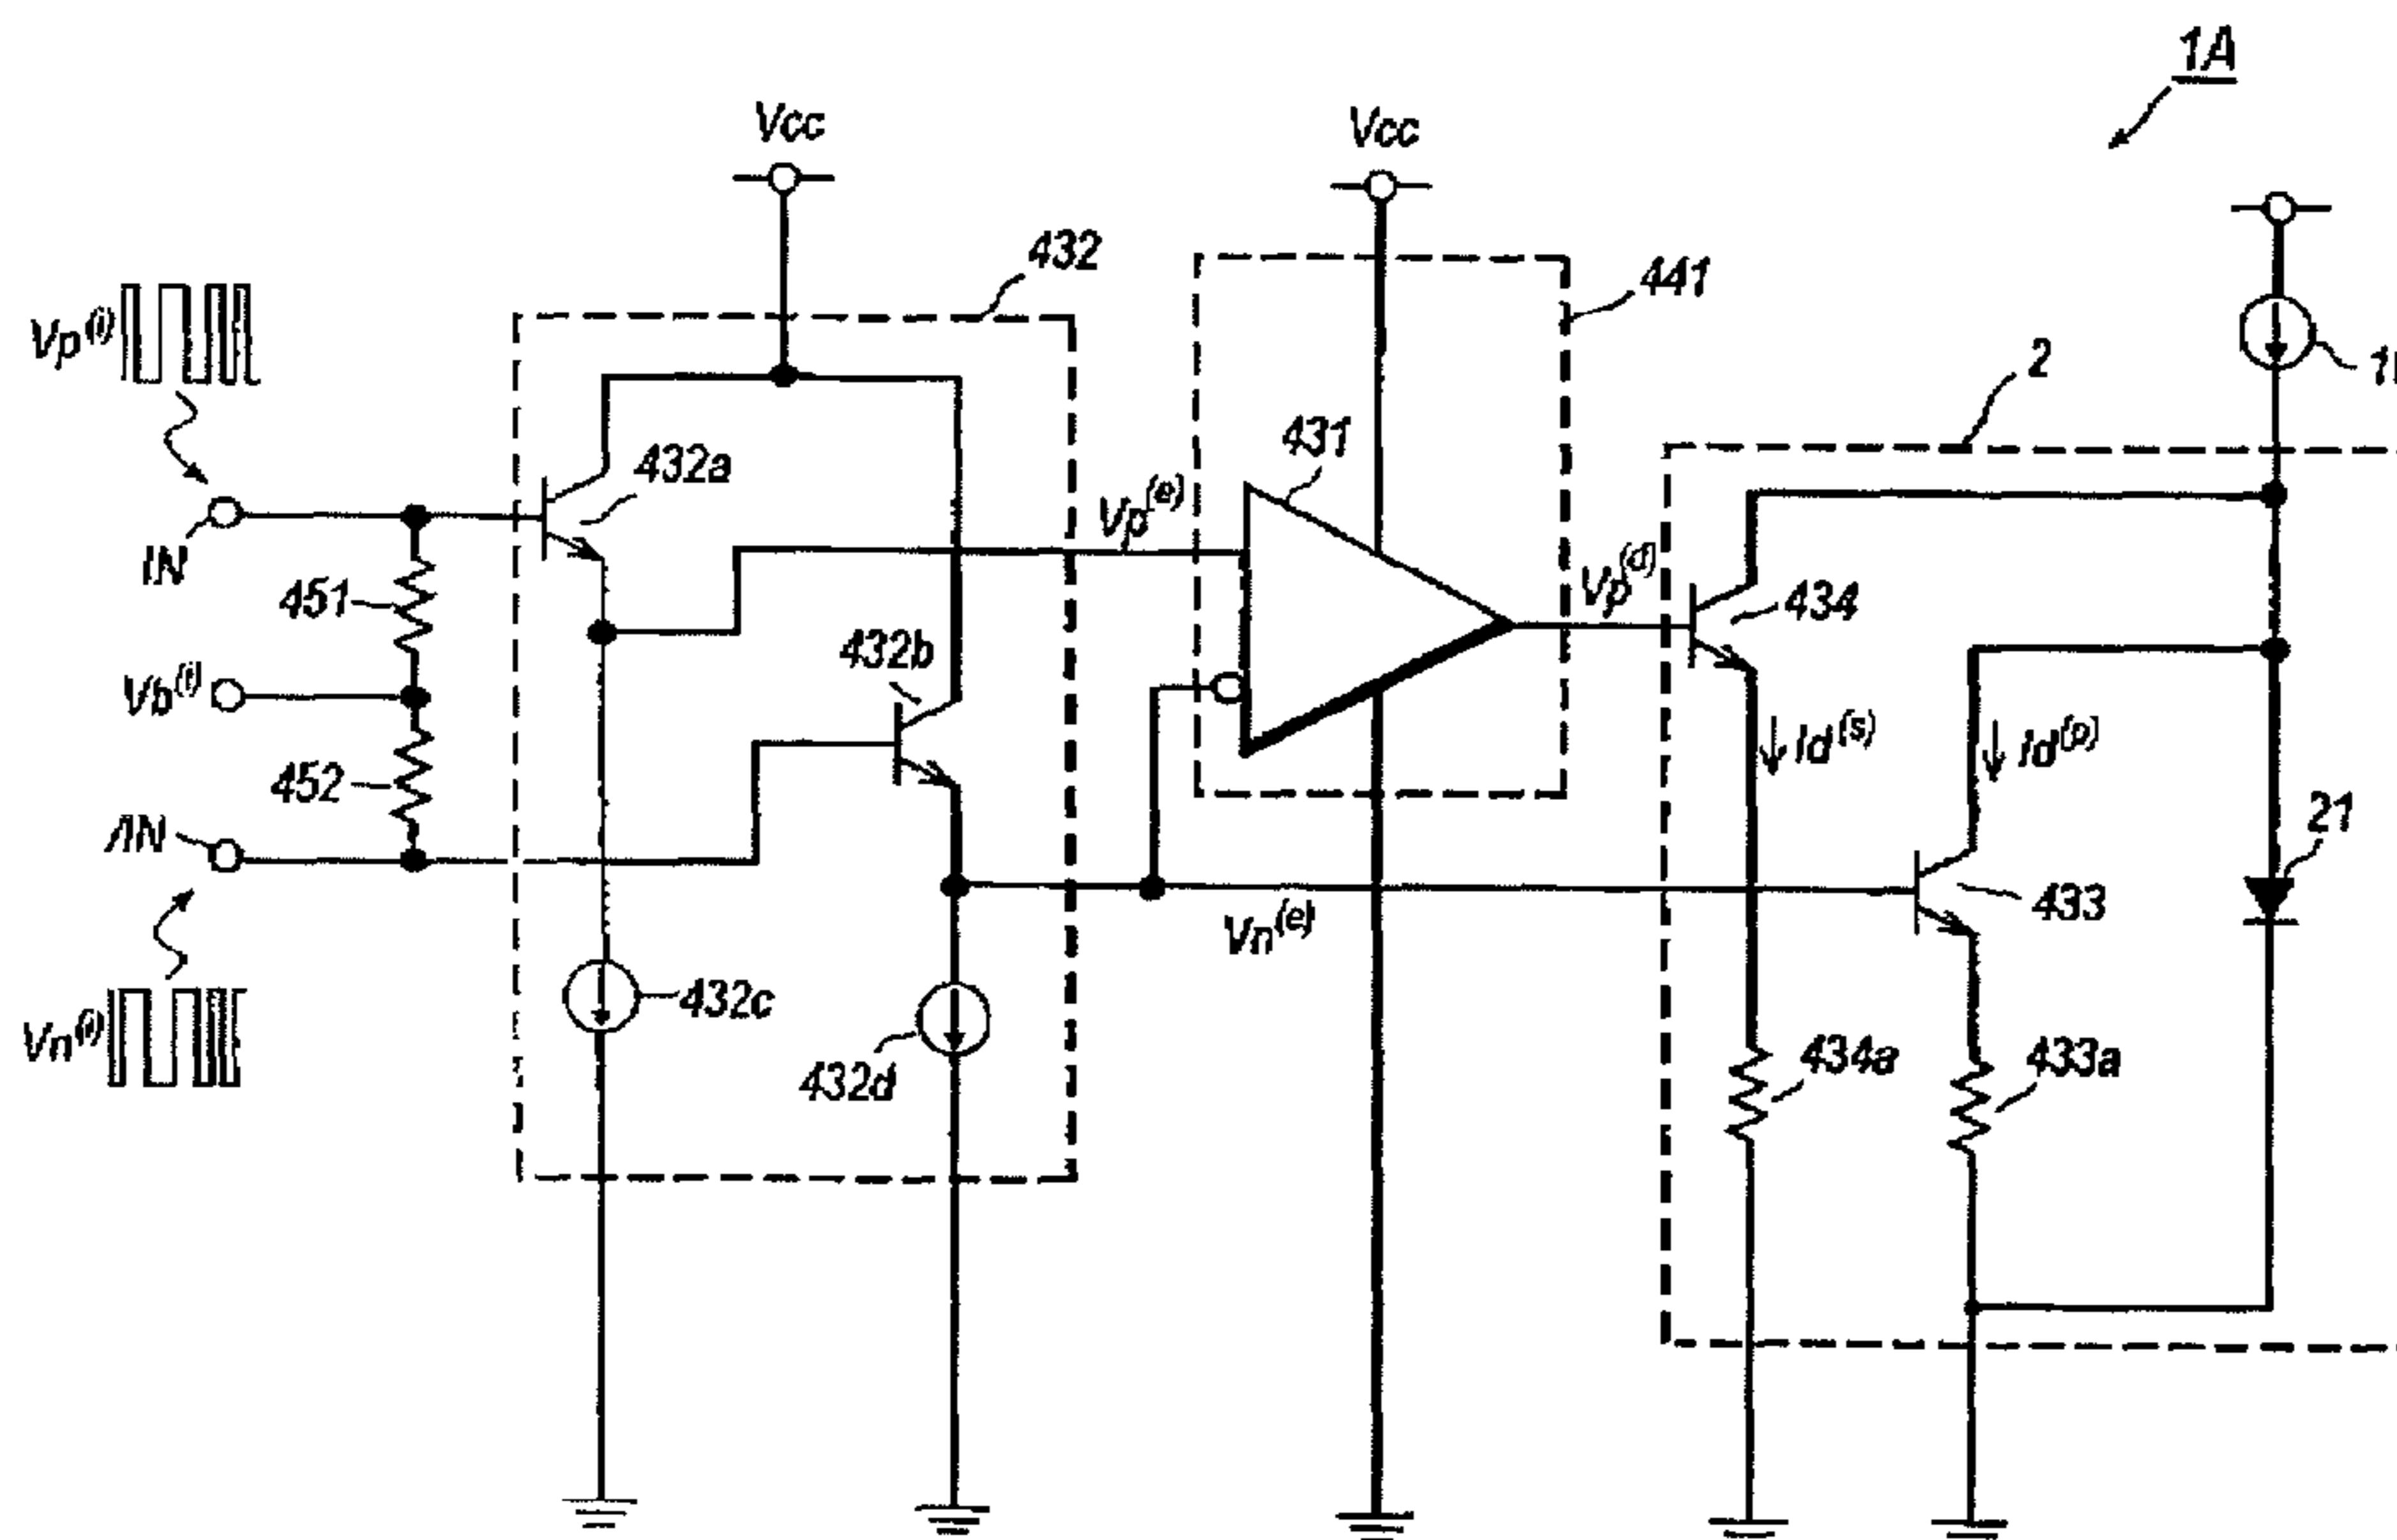 1A
Vcc
Vcc
432
441
2
Vp(i)
431
432a
Vp(e)
IN
451
Vp(d)
434
Vb(i)
432b
Id(s)
Id(p)
452
/IN
21
Vn(e)
433
432c
Vn(i)
432d
434a
433a